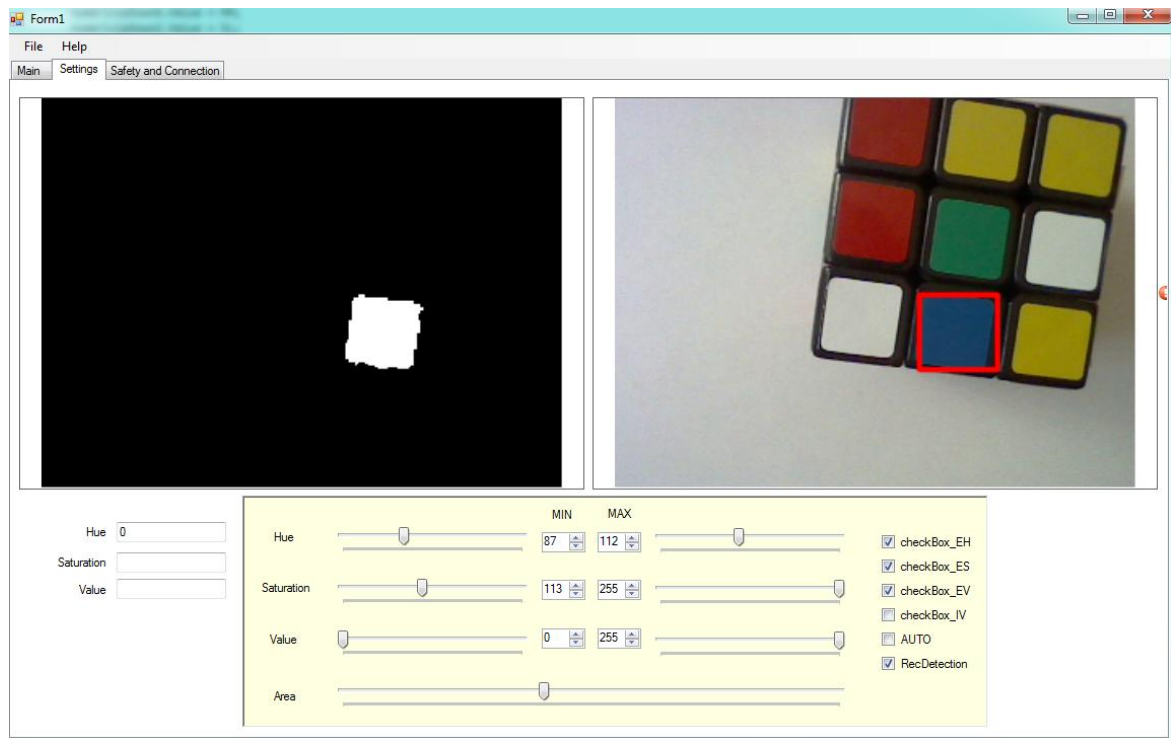 Form1
File Help
Main Settings Safety and Connection
MIN MAX
Hue 0
Saturation
Value
Hue 87 112
Saturation 113 255
Value 0 255
Area
checkBox_EH
checkBox_ES
checkBox_EV
checkBox_IV
AUTO
RecDetection